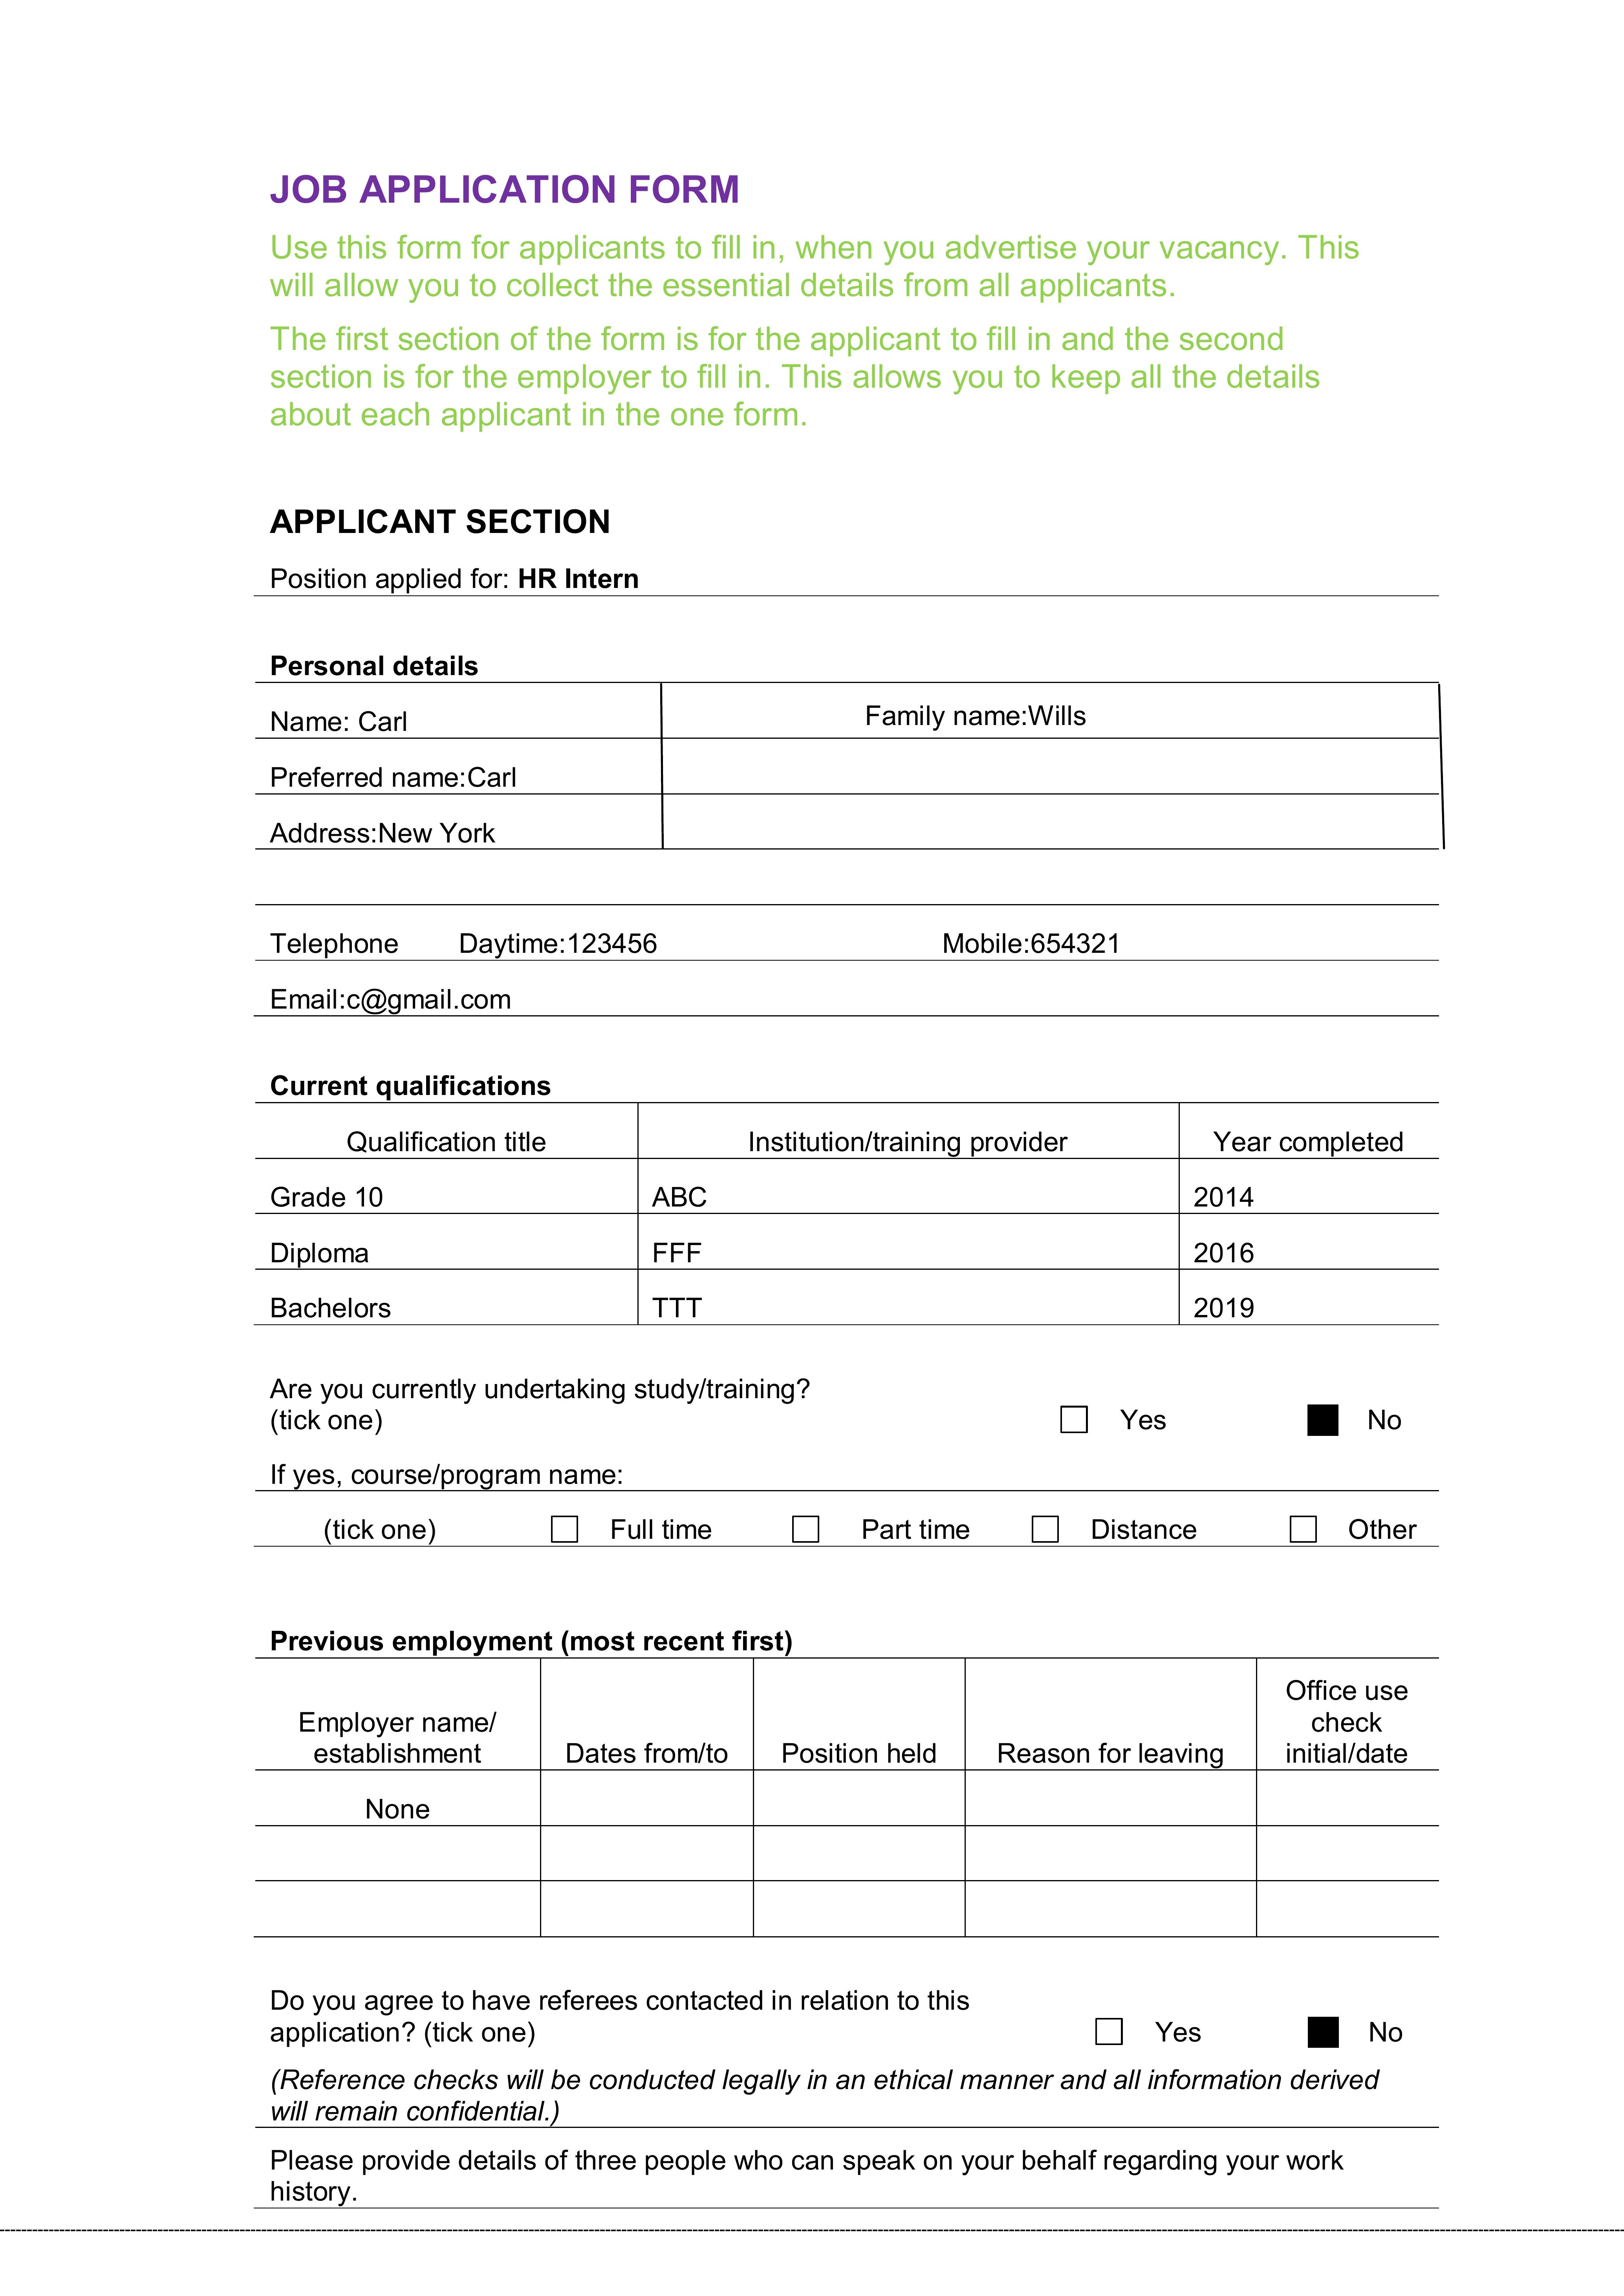 JOB APPLICATION FORM
Use this form for applicants to fill in, when you advertise your vacancy. This
will allow you to collect the essential details from all applicants.
The first section of the form is for the applicant to fill in and the second
section is for the employer to fill in. This allows you to keep all the details
about each applicant in the one form.
APPLICANT SECTION
Position applied for: HR Intern
Personal details
Name: Carl Family name:Wills
Preferred name:Carl
Address:New York
Telephone Daytime:123456 Mobile:654321
Email:c@gmail.com
Current qualifications
Qualification title Institution/training provider Year completed
Grade 10 ABC 2014
Diploma FFF 2016
Bachelors TTT 2019
Are you currently undertaking study/training?
(tick one) Yes No
If yes, course/program name:
(tick one) Full time Part time Distance Other
Previous employment (most recent first)
Employer name/
establishment Dates from/to Position held Reason for leaving Office use
check
initial/date
None
Do you agree to have referees contacted in relation to this
application? (tick one) Yes No
(Reference checks will be conducted legally in an ethical manner and all information derived
will remain confidential.)
Please provide details of three people who can speak on your behalf regarding your work
history.